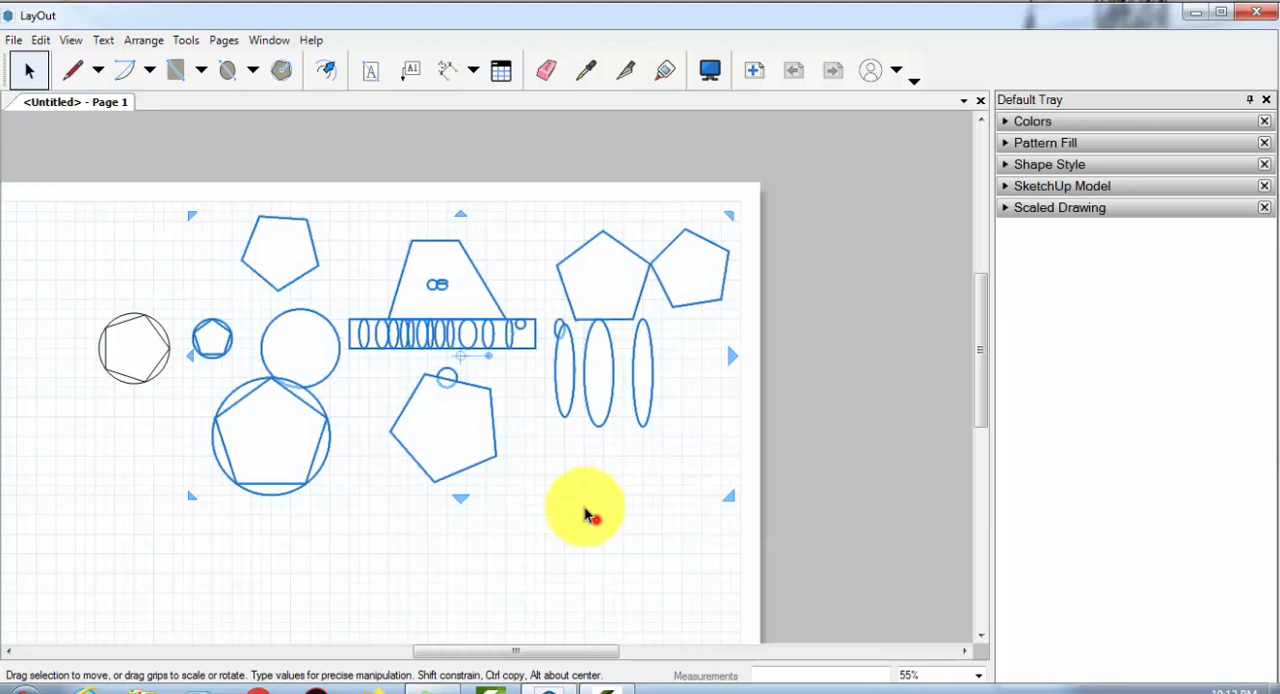 LayOut
File Edit View Text Arrange Tools Pages Window Help
A AI
<Untitled> - Page 1
Default Tray
Colors
Pattern Fill
Shape Style
SketchUp Model
Scaled Drawing
Drag selection to move, or drag grips to scale or rotate. Type values for precise manipulation. Shift constrain, Ctrl copy, Alt about center.
Measurements
55%